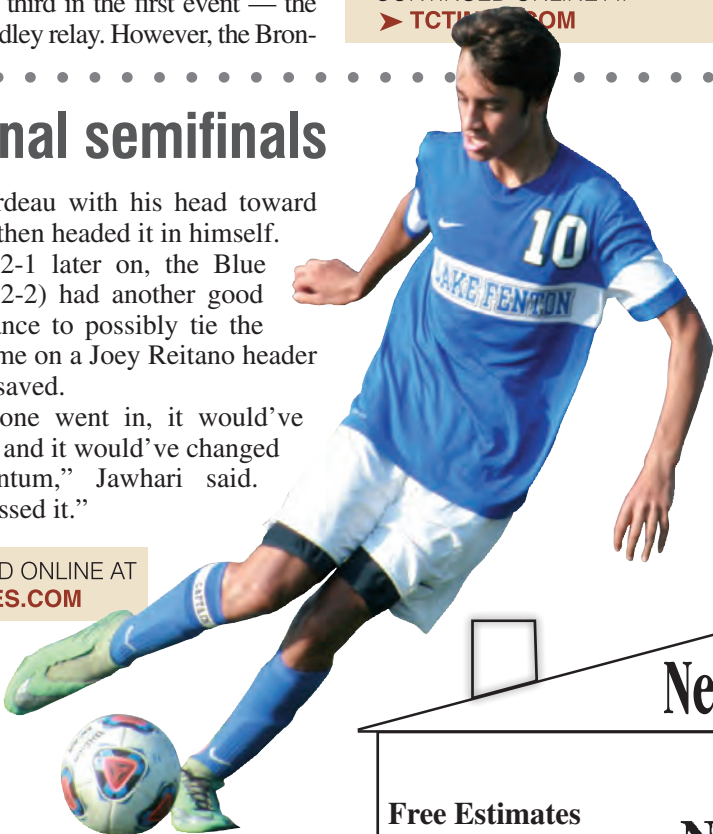 third in the first event — the
dley relay. However, the Bron-
➤ TCTIM COM
nal semifinals
rdeau with his head toward
then headed it in himself.
2-1 later on, the Blue
2-2) had another good
ance to possibly tie the
me on a Joey Reitano header
saved.
one went in, it would’ve
and it would’ve changed
ntum,” Jawhari said.
ssed it.”
D ONLINE AT
ES.COM
10
LAKE FENTON
CAPTAIN
Ne
Free Estimates